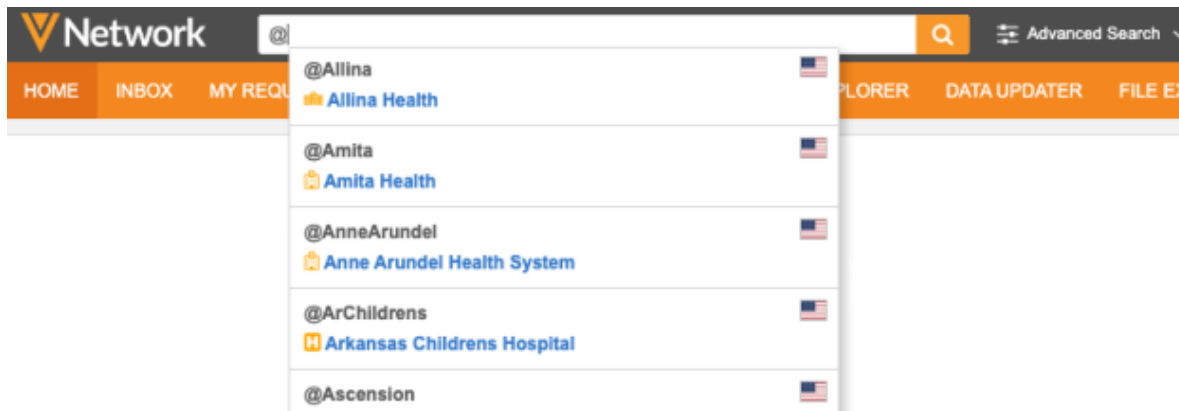 Network @ Advanced Search
HOME INBOX MY REQU PLORER DATA UPDATER FILE EX
@Allina
Allina Health
@Amita
Amita Health
@AnneArundel
Anne Arundel Health System
@ArChildrens
Arkansas Childrens Hospital
@Ascension